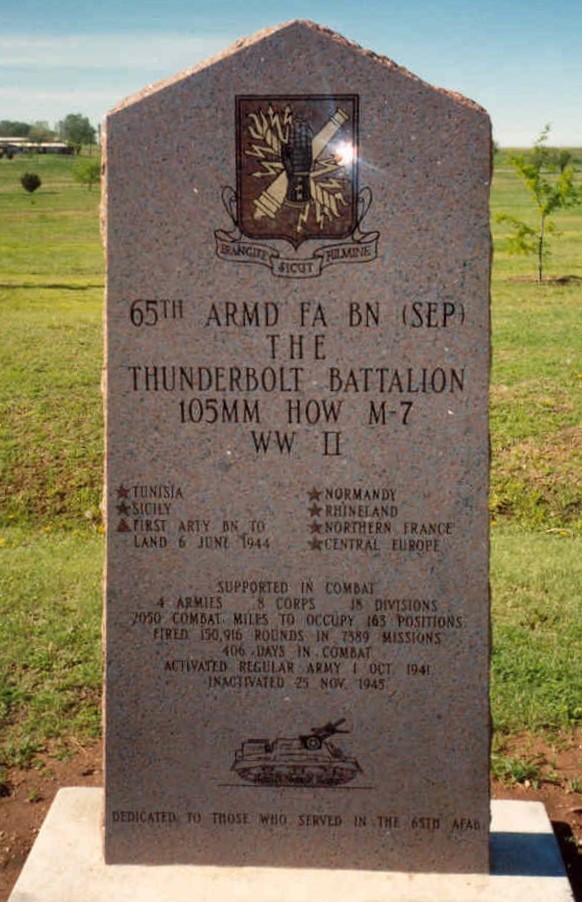 FRANGITE SICUT FULMINE
65TH ARMD FA BN (SEP)
THE
THUNDERBOLT BATTALION
105MM HOW M-7
WW II
TUNISIA
SICILY
FIRST ARTY BN TO
LAND 6 JUNE 1944
NORMANDY
RHINELAND
NORTHERN FRANCE
CENTRAL EUROPE
SUPPORTED IN COMBAT
4 ARMIES 8 CORPS 18 DIVISIONS
2050 COMBAT MILES TO OCCUPY 163 POSITIONS
FIRED 150,916 ROUNDS IN 7389 MISSIONS
406 DAYS IN COMBAT
ACTIVATED REGULAR ARMY 1 OCT 1941
INACTIVATED 25 NOV. 1945
DEDICATED TO THOSE WHO SERVED IN THE 65TH AFAB